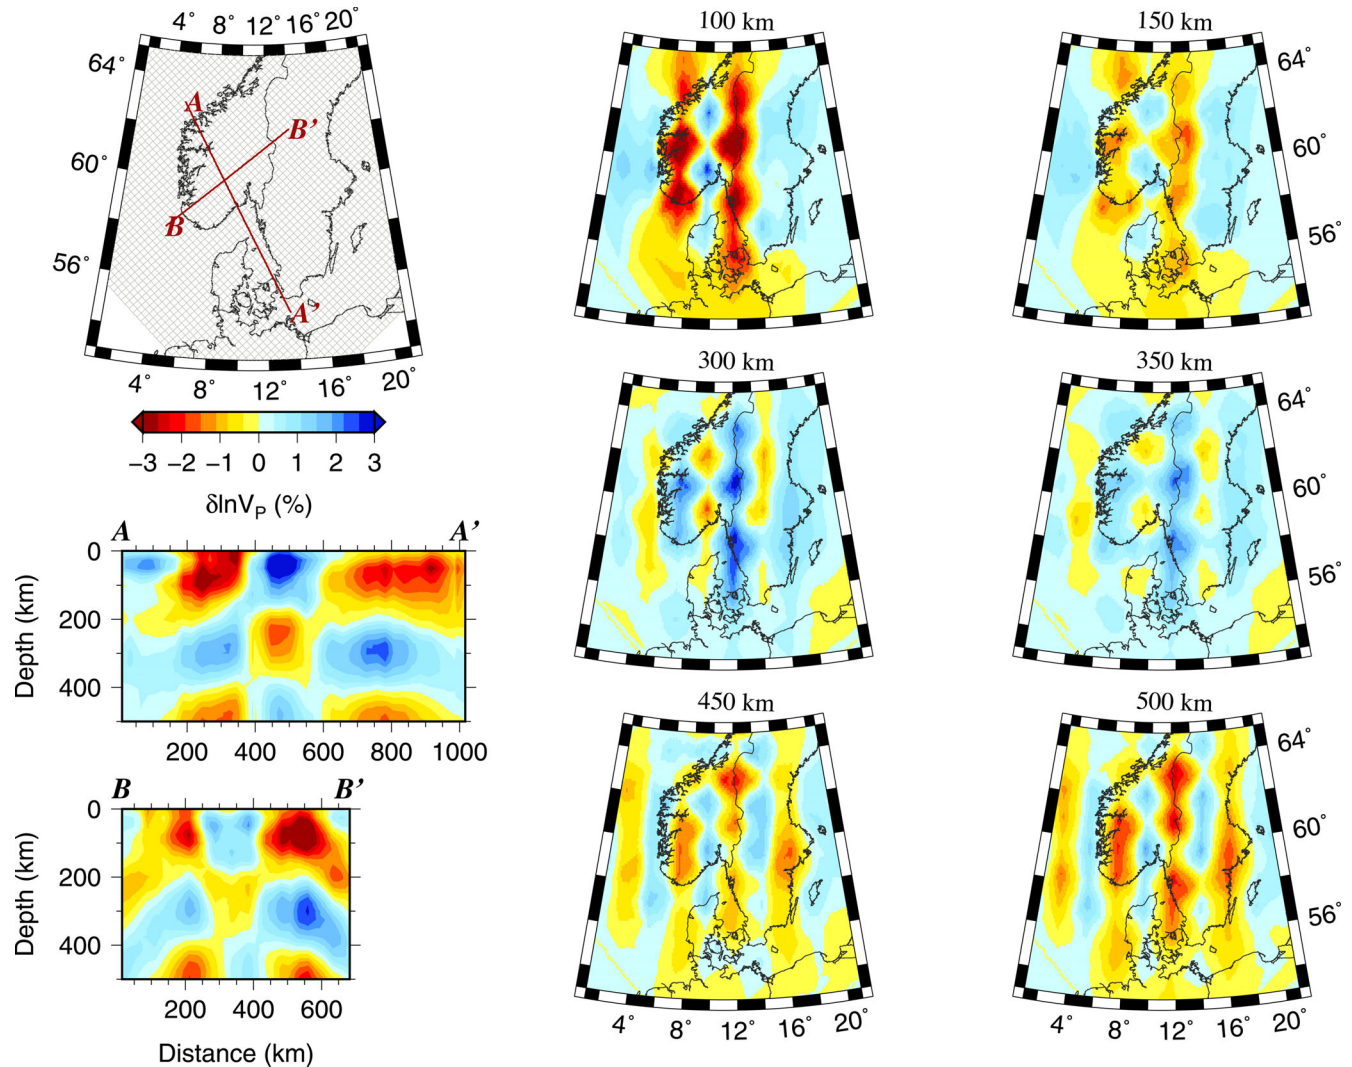 4° 8° 12° 16° 20°
64°
60°
56°
A
B'
B
A'
4° 8° 12° 16° 20°
−3 −2 −1 0 1 2 3
δlnVP (%)
A A'
Depth (km)
0
200
400
200 400 600 800 1000
B B'
Depth (km)
0
200
400
200 400 600
Distance (km)
100 km
150 km
64°
60°
56°
300 km
350 km
64°
60°
56°
450 km
500 km
64°
60°
56°
4° 8° 12° 16° 20°
4° 8° 12° 16° 20°